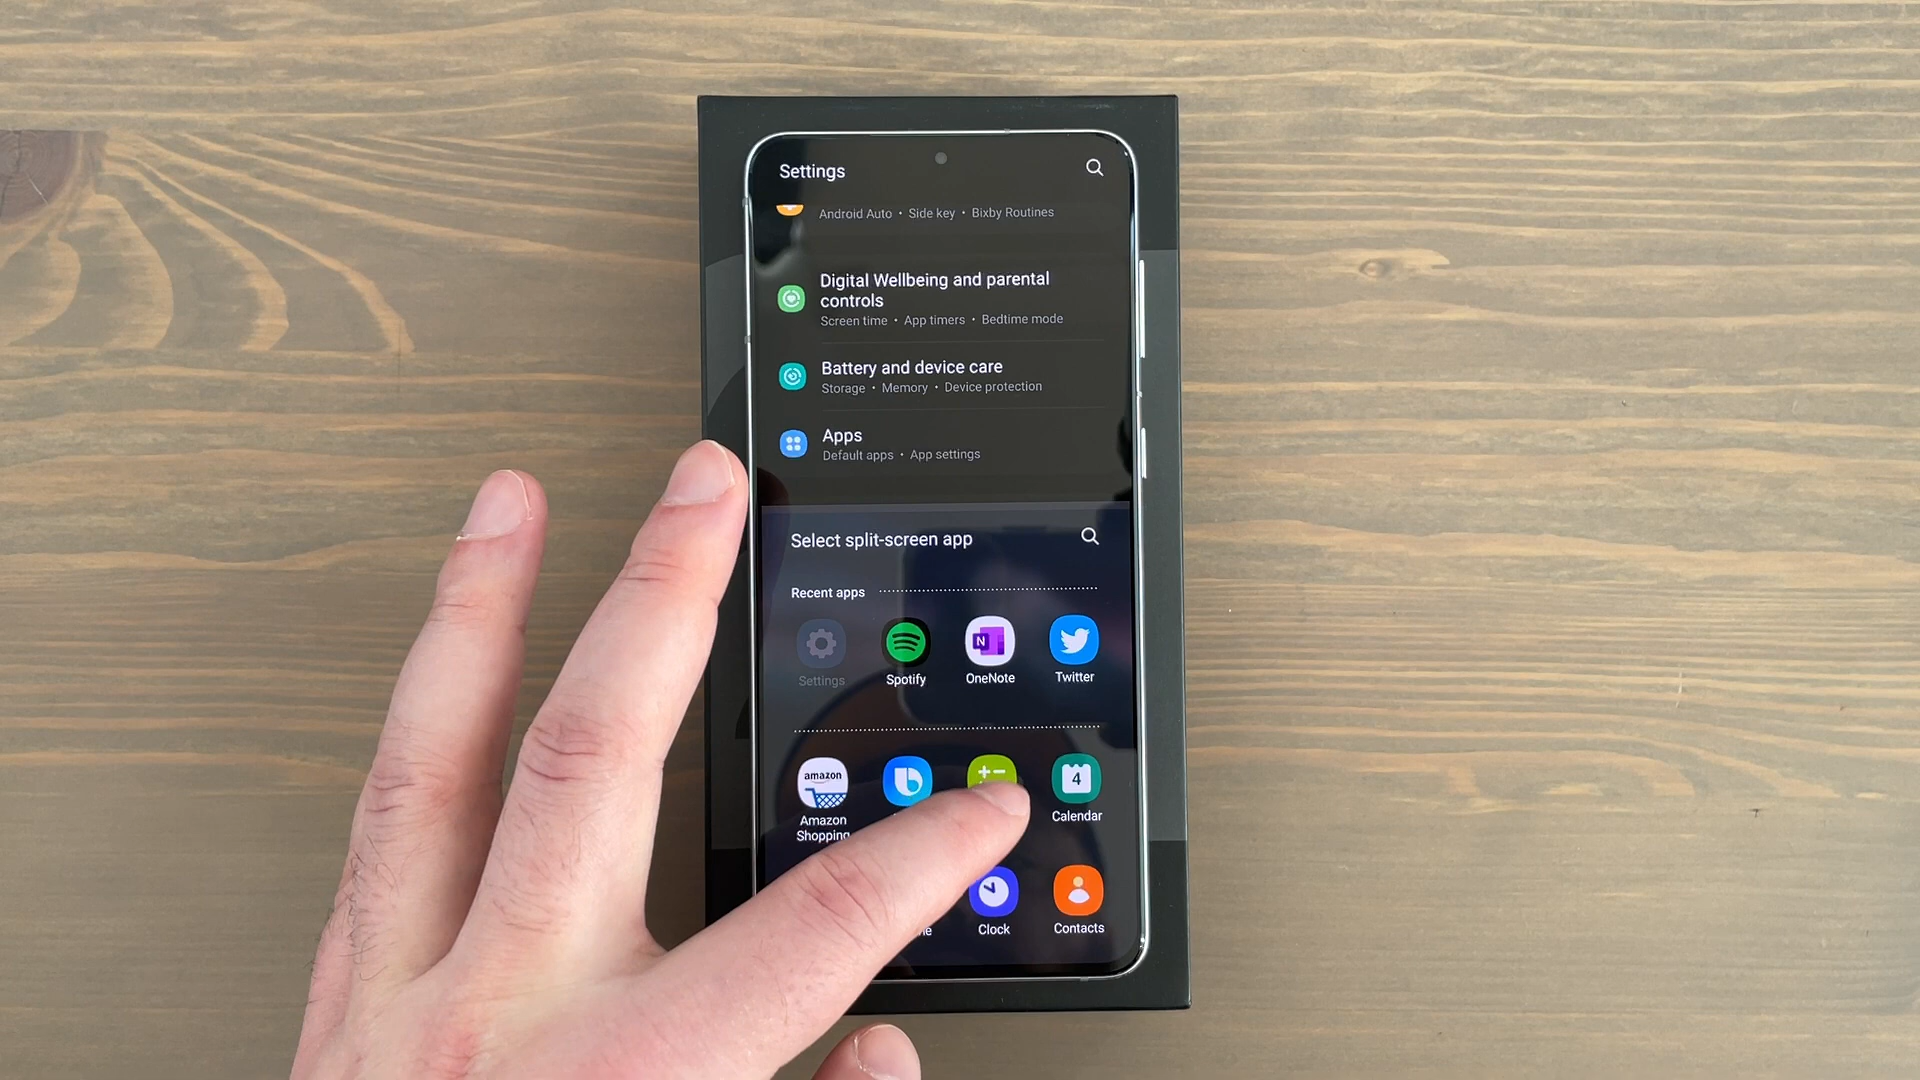 Settings
Android Auto • Side key • Bixby Routines
Digital Wellbeing and parental
controls
Screen time • App timers • Bedtime mode
Battery and device care
Storage • Memory • Device protection
Apps
Default apps • App settings
Select split-screen app
Recent apps
Settings
Spotify
OneNote
Twitter
N
amazon
4
Amazon
Shopping
Calendar
Clock
Contacts